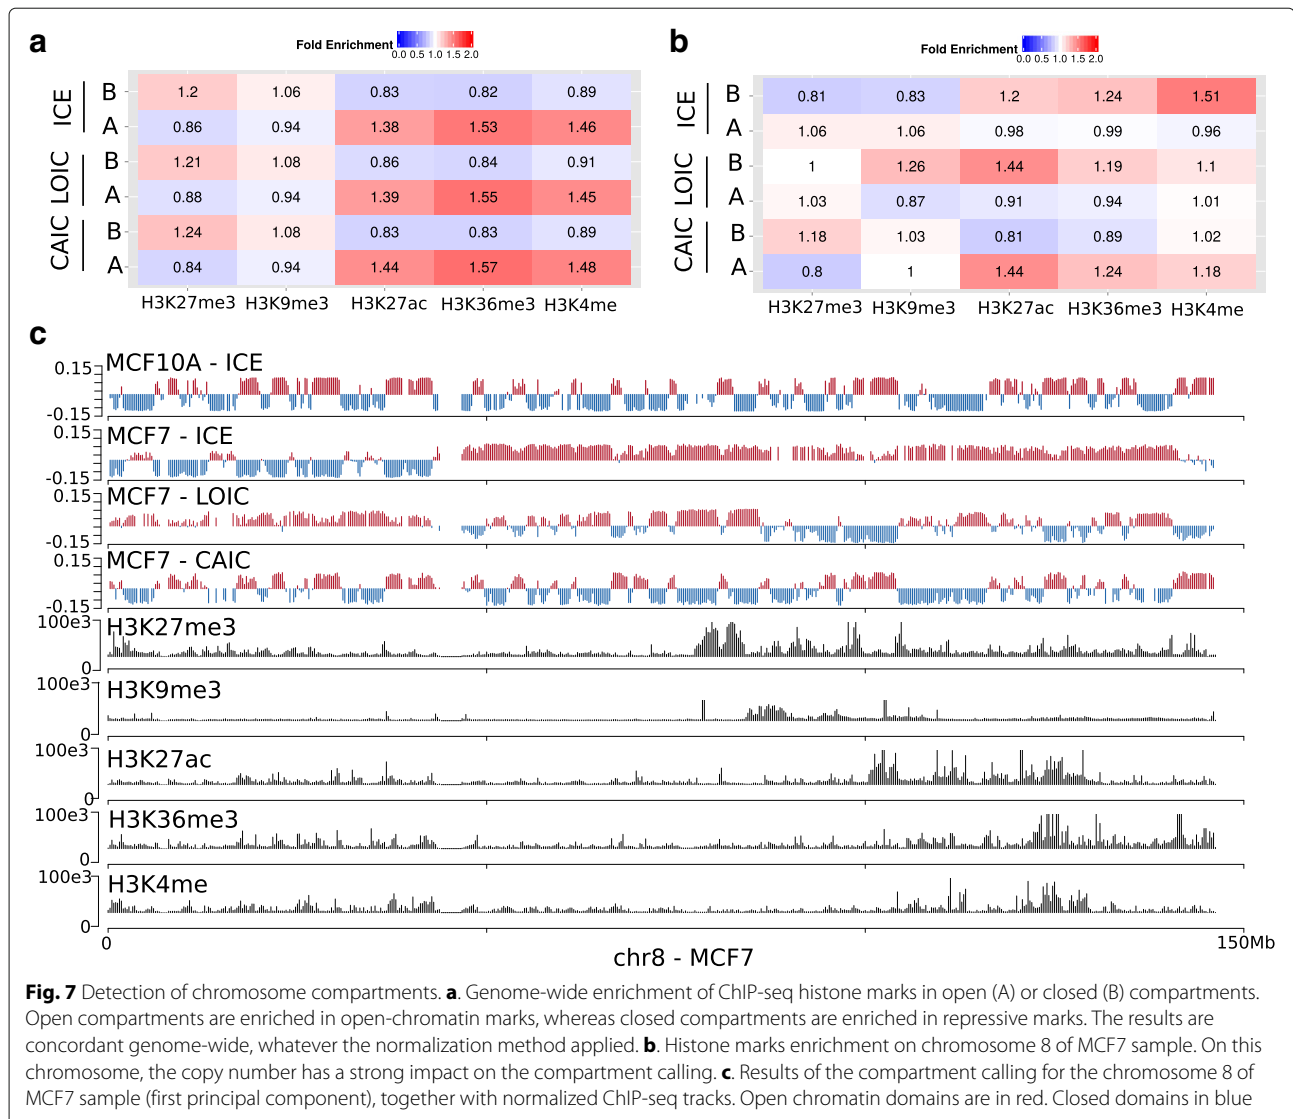 a
Fold Enrichment
0.0 0.5 1.0 1.5 2.0
ICE
B 1.2 1.06 0.83 0.82 0.89
A 0.86 0.94 1.38 1.53 1.46
LOIC
B 1.21 1.08 0.86 0.84 0.91
A 0.88 0.94 1.39 1.55 1.45
CAIC
B 1.24 1.08 0.83 0.83 0.89
A 0.84 0.94 1.44 1.57 1.48
H3K27me3 H3K9me3 H3K27ac H3K36me3 H3K4me
b
Fold Enrichment
0.0 0.5 1.0 1.5 2.0
ICE
B 0.81 0.83 1.2 1.24 1.51
A 1.06 1.06 0.98 0.99 0.96
LOIC
B 1 1.26 1.44 1.19 1.1
A 1.03 0.87 0.91 0.94 1.01
CAIC
B 1.18 1.03 0.81 0.89 1.02
A 0.8 1 1.44 1.24 1.18
H3K27me3 H3K9me3 H3K27ac H3K36me3 H3K4me
c
0.15 MCF10A - ICE
-0.15
0.15 MCF7 - ICE
-0.15
0.15 MCF7 - LOIC
-0.15
0.15 MCF7 - CAIC
-0.15
100e3 H3K27me3
0
100e3 H3K9me3
0
100e3 H3K27ac
0
100e3 H3K36me3
0
100e3 H3K4me
0
0 150Mb
chr8 - MCF7
Fig. 7 Detection of chromosome compartments. a. Genome-wide enrichment of ChIP-seq histone marks in open (A) or closed (B) compartments.
Open compartments are enriched in open-chromatin marks, whereas closed compartments are enriched in repressive marks. The results are
concordant genome-wide, whatever the normalization method applied. b. Histone marks enrichment on chromosome 8 of MCF7 sample. On this
chromosome, the copy number has a strong impact on the compartment calling. c. Results of the compartment calling for the chromosome 8 of
MCF7 sample (first principal component), together with normalized ChIP-seq tracks. Open chromatin domains are in red. Closed domains in blue